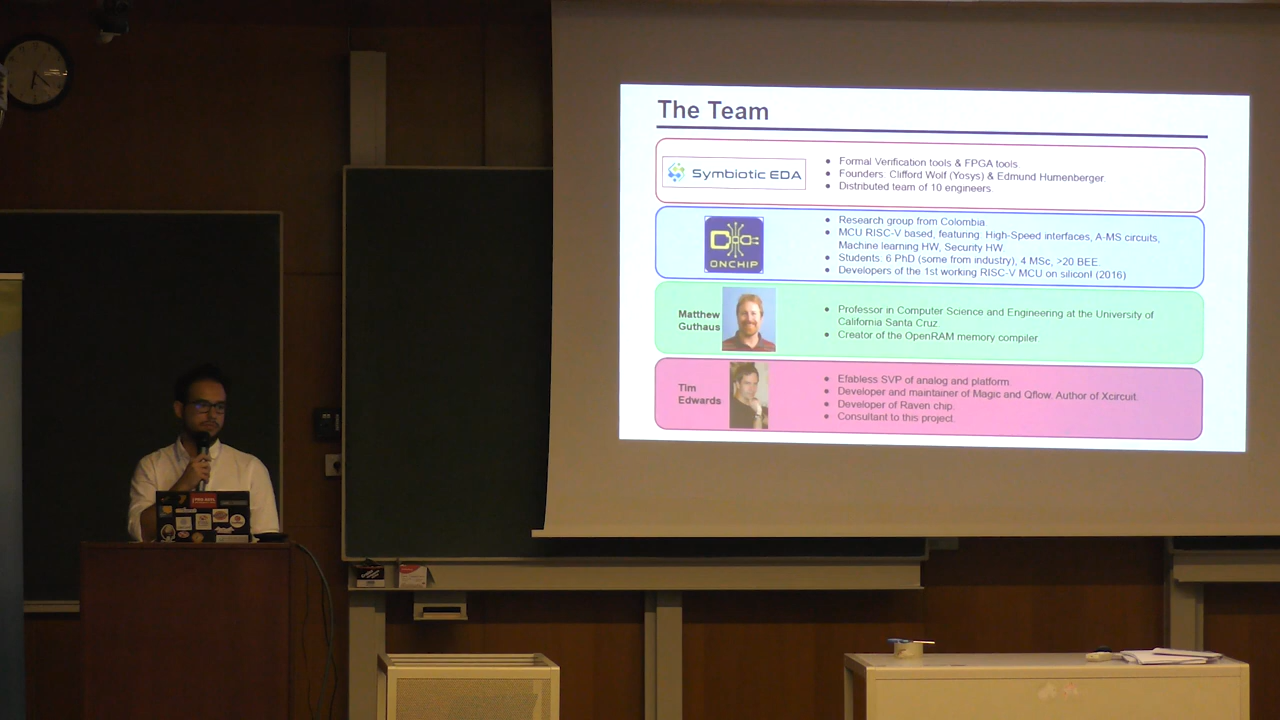 The Team
Symbiotic EDA
• Formal Verification tools & FPGA tools
• Founders. Clifford Wolf (Yosys) & Edmund Humenberger.
• Distributed team of 10 engineers.
ONCHIP
• Research group from Colombia
• MCU RISC-V based, featuring High-Speed interfaces, A-MS circuits,
Machine learning HW, Security HW
• Students. 6 PhD (some from industry), 4 MSc, >20 BEE.
• Developers of the 1st working RISC-V MCU on silicon! (2016)
Matthew
Guthaus
• Professor in Computer Science and Engineering at the University of
California Santa Cruz
• Creator of the OpenRAM memory compiler
Tim
Edwards
• Efabless SVP of analog and platform.
• Developer and maintainer of Magic and Qflow. Author of Xcircuit.
• Developer of Raven chip.
• Consultant to this project.